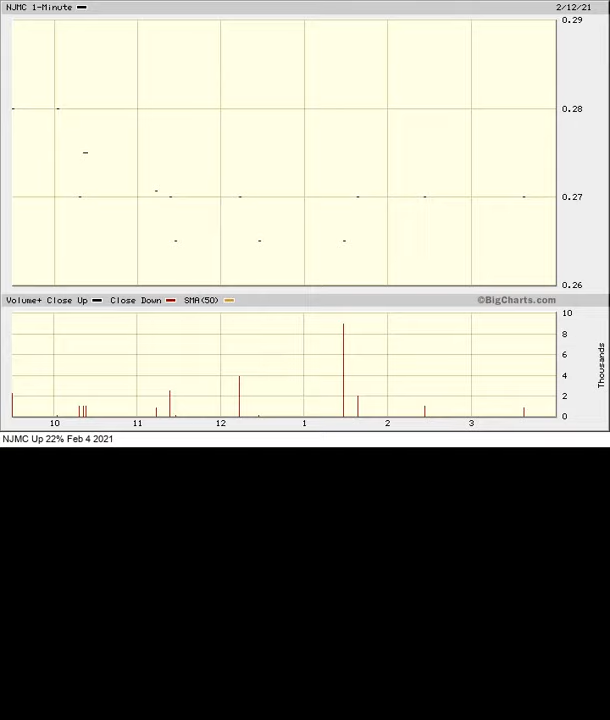 NJMC 1-Minute 2/12/21
0.29
0.28
0.27
0.26
Volume+ Close Up Close Down SMA(50) ©BigCharts.com
10
8
6
4
2
0
Thousands
10 11 12 1 2 3
NJMC Up 22% Feb 4 2021